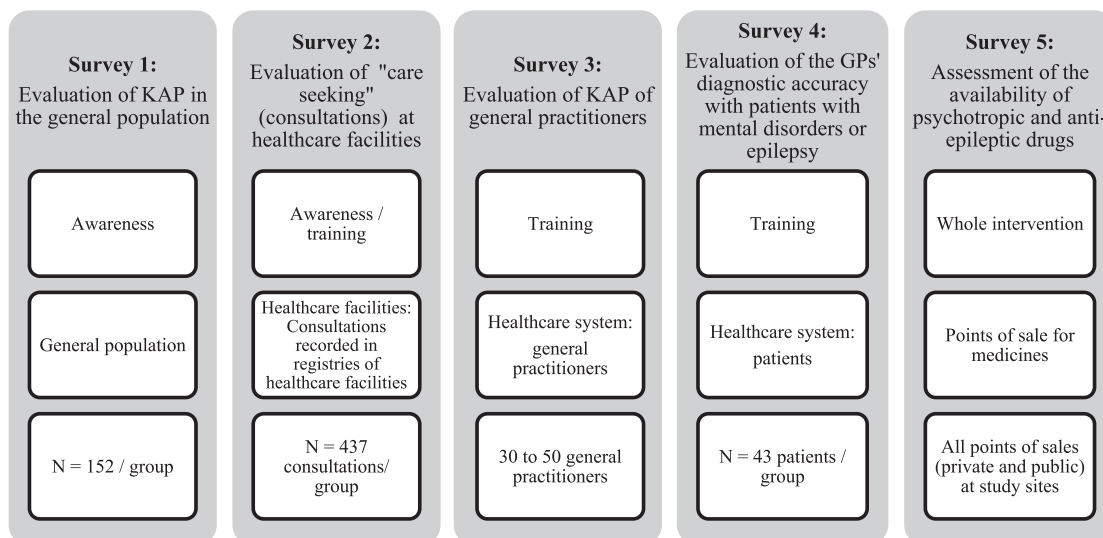 Survey 1:
Evaluation of KAP in
the general population
Awareness
General population
N = 152 / group
Survey 2:
Evaluation of "care
seeking"
(consultations) at
healthcare facilities
Awareness /
training
Healthcare facilities:
Consultations
recorded in
registries of
healthcare facilities
N = 437
consultations/
group
Survey 3:
Evaluation of KAP of
general practitioners
Training
Healthcare system:
general
practitioners
30 to 50 general
practitioners
Survey 4:
Evaluation of the GPs'
diagnostic accuracy
with patients with
mental disorders or
epilepsy
Training
Healthcare system:
patients
N = 43 patients /
group
Survey 5:
Assessment of the
availability of
psychotropic and anti-
epileptic drugs
Whole intervention
Points of sale for
medicines
All points of sales
(private and public)
at study sites